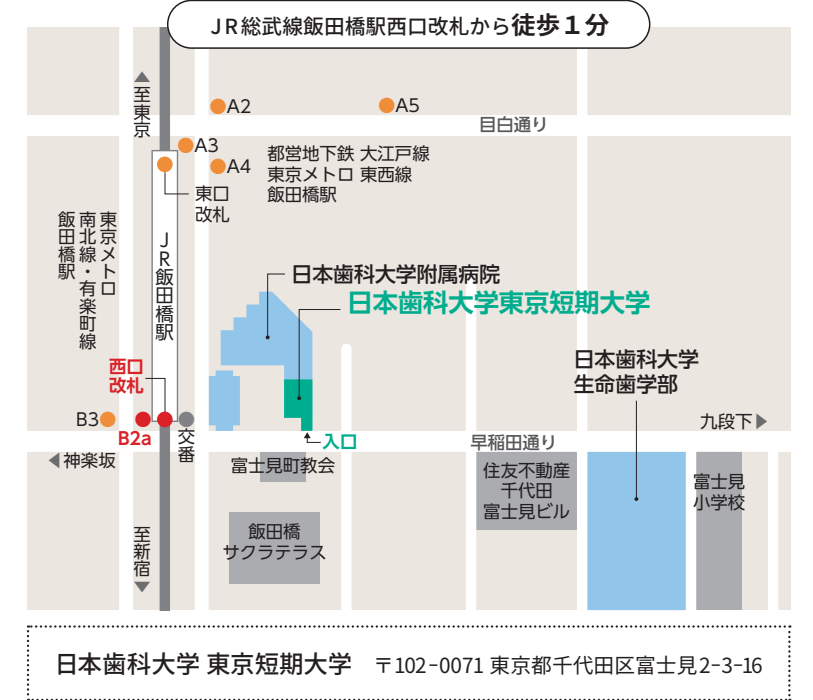 JR総武線飯田橋駅西口改札から徒歩１分
▲至東京
A2
A5
目白通り
A3
A4
都営地下鉄 大江戸線
東京メトロ 東西線
飯田橋駅
東口
改札
東京メトロ
南北線・有楽町線
飯田橋駅
JR飯田橋駅
日本歯科大学附属病院
日本歯科大学東京短期大学
日本歯科大学
生命歯学部
西口
改札
B3
B2a
交番
入口
早稲田通り
九段下▶
◀神楽坂
富士見町教会
住友不動産
千代田
富士見ビル
富士見
小学校
飯田橋
サクラテラス
至新宿▼
日本歯科大学 東京短期大学 〒102-0071 東京都千代田区富士見2-3-16